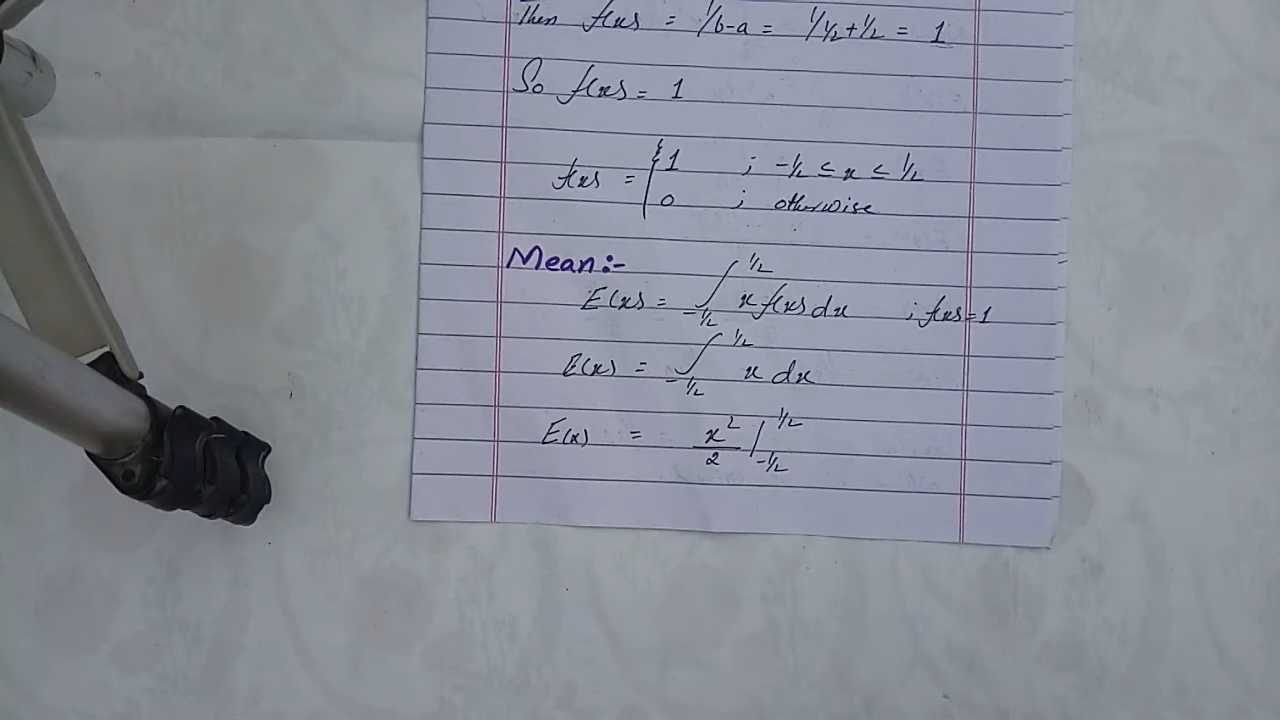 Then f(x) = 1/b-a = 1/1/2+1/2 = 1
So f(x) = 1
f(x) = { 1 ; -1/2 ≤ x ≤ 1/2
0 ; otherwise
Mean:-
E(x) = ∫_{-1/2}^{1/2} x f(x) dx ; f(x)=1
E(x) = ∫_{-1/2}^{1/2} x dx
E(x) = x²/2 |_{-1/2}^{1/2}